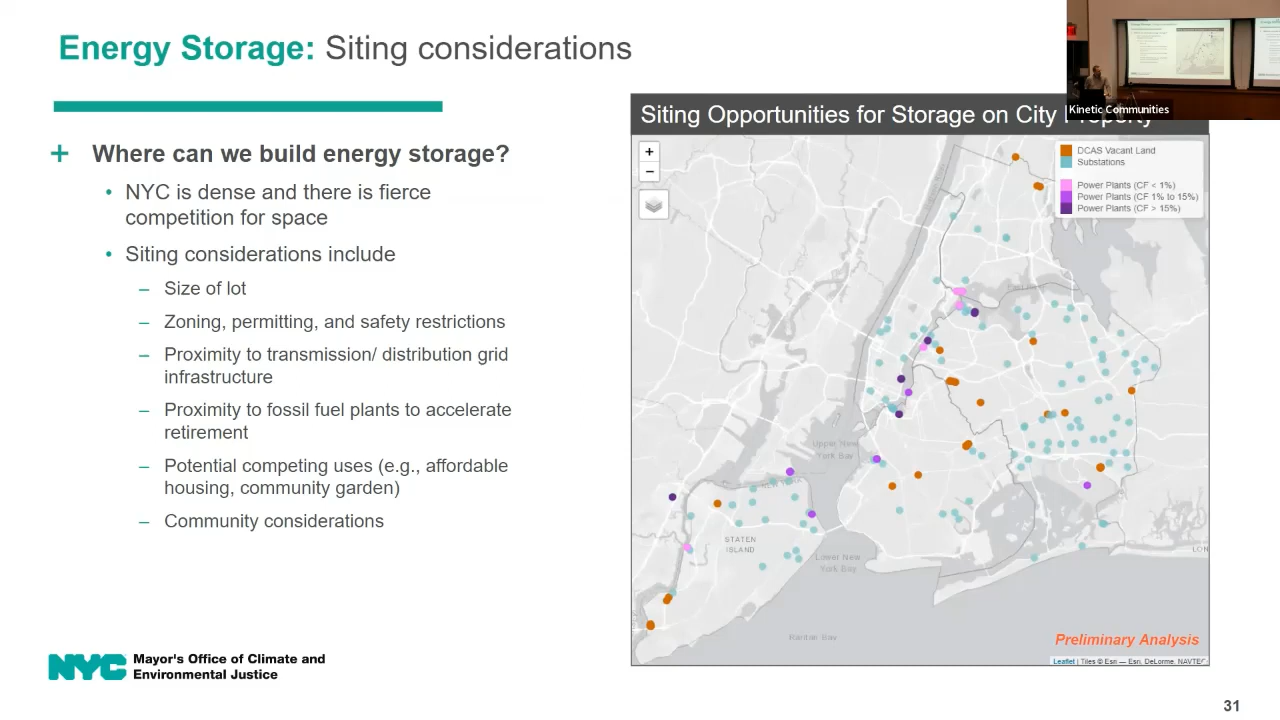 Energy Storage: Siting considerations
Kinetic Communities
Siting Opportunities for Storage on City Property
+ Where can we build energy storage?
• NYC is dense and there is fierce
competition for space
• Siting considerations include
– Size of lot
– Zoning, permitting, and safety restrictions
– Proximity to transmission/ distribution grid
infrastructure
– Proximity to fossil fuel plants to accelerate
retirement
– Potential competing uses (e.g., affordable
housing, community garden)
– Community considerations
+
−
DCAS Vacant Land
Substations
Power Plants (CF < 1%)
Power Plants (CF 1% to 15%)
Power Plants (CF > 15%)
Upper New
York Bay
NEW YORK
STATEN
ISLAND
Lower New
York Bay
LON
Raritan Bay
Preliminary Analysis
Leaflet | Tiles © Esri — Esri, DeLorme, NAVTEQ
NYC
Mayor's Office of Climate and
Environmental Justice
31